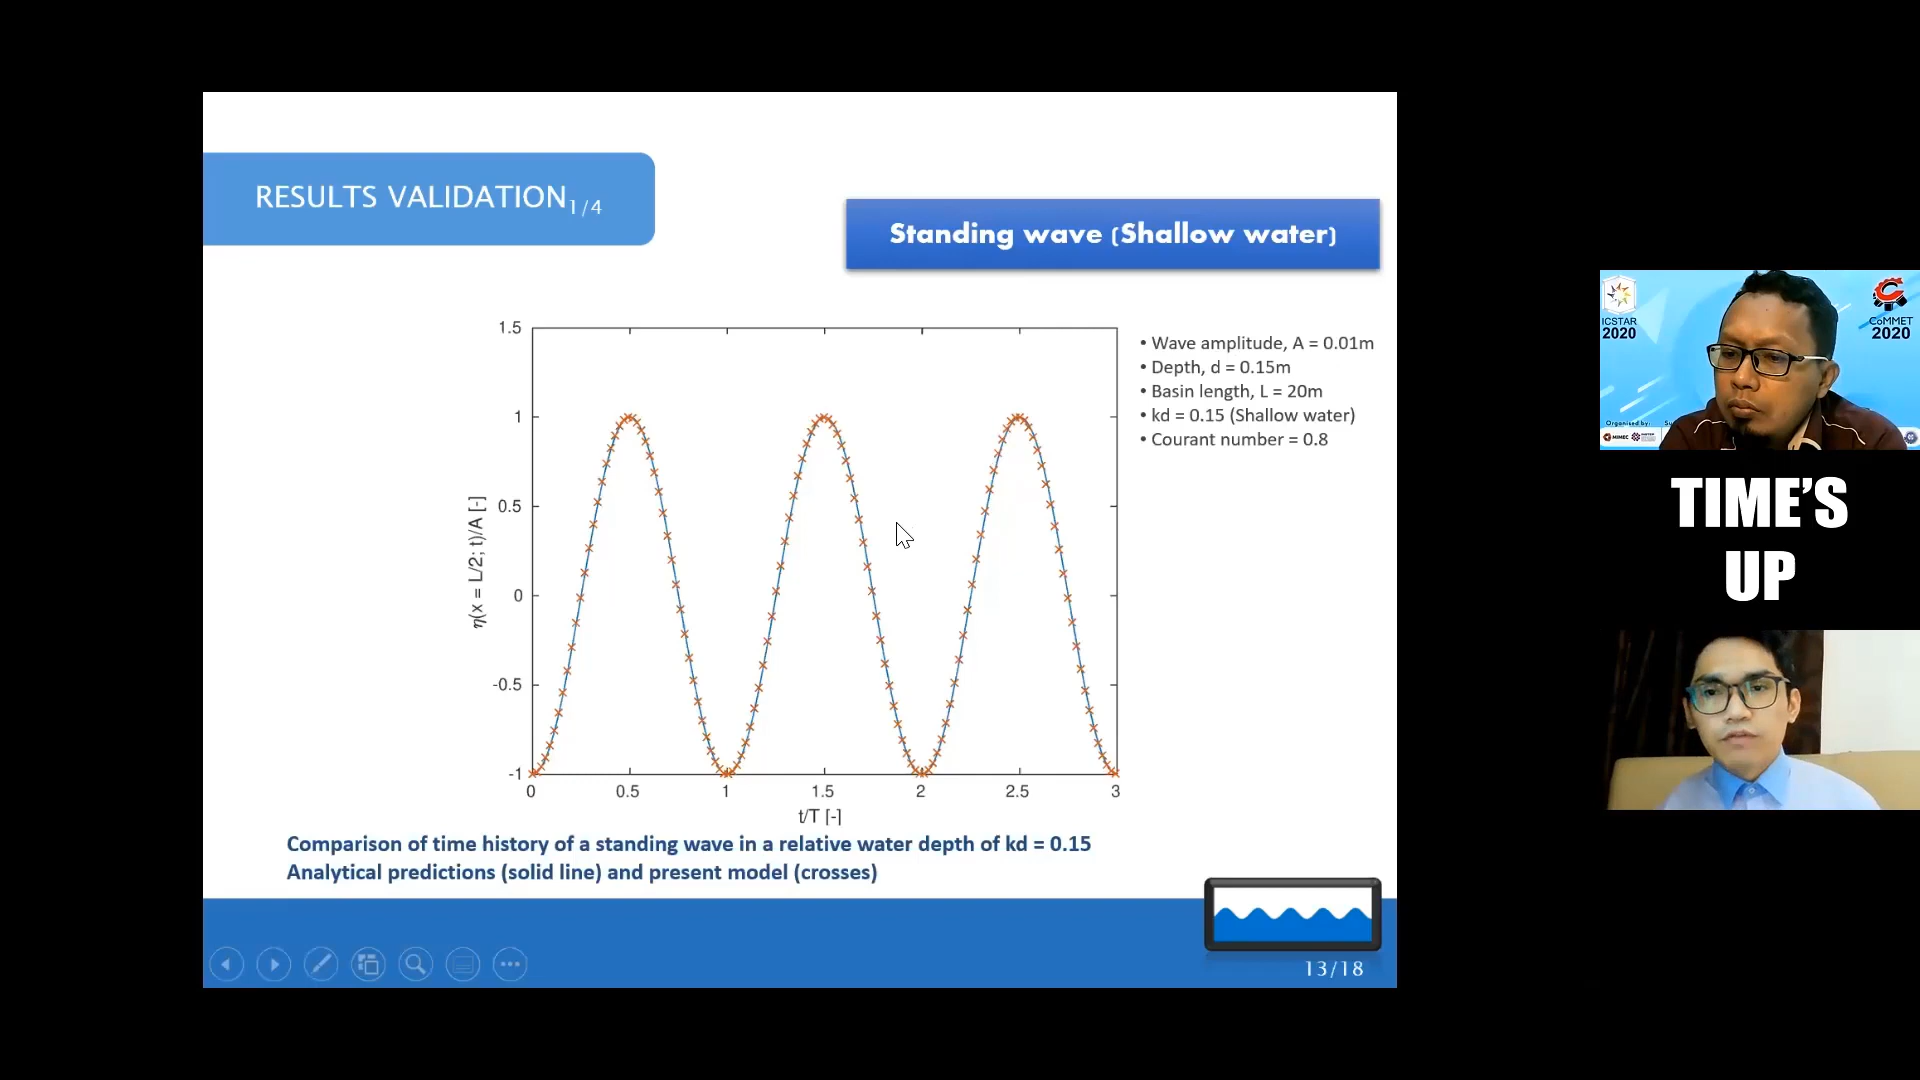 RESULTS VALIDATION1/4
Standing wave (Shallow water)
1.5
1
0.5
0
-0.5
-1
η(x = L/2; t)/A [-]
0 0.5 1 1.5 2 2.5 3
t/T [-]
• Wave amplitude, A = 0.01m
• Depth, d = 0.15m
• Basin length, L = 20m
• kd = 0.15 (Shallow water)
• Courant number = 0.8
Comparison of time history of a standing wave in a relative water depth of kd = 0.15
Analytical predictions (solid line) and present model (crosses)
13/18
ICSTAR
2020
CoMMET
2020
Organised by:
MIMEC
TIME'S
UP